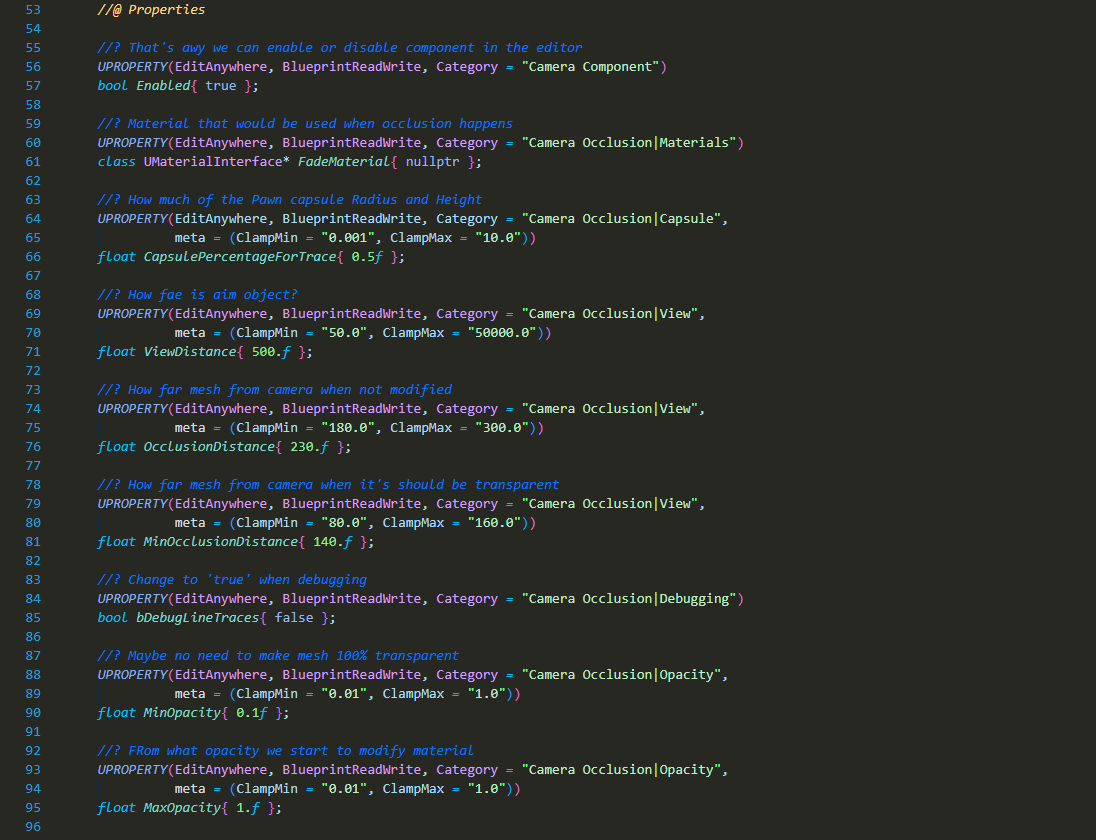 53 //@ Properties
54
55 //? That's awy we can enable or disable component in the editor
56 UPROPERTY(EditAnywhere, BlueprintReadWrite, Category = "Camera Component")
57 bool Enabled{ true };
58
59 //? Material that would be used when occlusion happens
60 UPROPERTY(EditAnywhere, BlueprintReadWrite, Category = "Camera Occlusion|Materials")
61 class UMaterialInterface* FadeMaterial{ nullptr };
62
63 //? How much of the Pawn capsule Radius and Height
64 UPROPERTY(EditAnywhere, BlueprintReadWrite, Category = "Camera Occlusion|Capsule",
65 meta = (ClampMin = "0.001", ClampMax = "10.0"))
66 float CapsulePercentageForTrace{ 0.5f };
67
68 //? How fae is aim object?
69 UPROPERTY(EditAnywhere, BlueprintReadWrite, Category = "Camera Occlusion|View",
70 meta = (ClampMin = "50.0", ClampMax = "50000.0"))
71 float ViewDistance{ 500.f };
72
73 //? How far mesh from camera when not modified
74 UPROPERTY(EditAnywhere, BlueprintReadWrite, Category = "Camera Occlusion|View",
75 meta = (ClampMin = "180.0", ClampMax = "300.0"))
76 float OcclusionDistance{ 230.f };
77
78 //? How far mesh from camera when it's should be transparent
79 UPROPERTY(EditAnywhere, BlueprintReadWrite, Category = "Camera Occlusion|View",
80 meta = (ClampMin = "80.0", ClampMax = "160.0"))
81 float MinOcclusionDistance{ 140.f };
82
83 //? Change to 'true' when debugging
84 UPROPERTY(EditAnywhere, BlueprintReadWrite, Category = "Camera Occlusion|Debugging")
85 bool bDebugLineTraces{ false };
86
87 //? Maybe no need to make mesh 100% transparent
88 UPROPERTY(EditAnywhere, BlueprintReadWrite, Category = "Camera Occlusion|Opacity",
89 meta = (ClampMin = "0.01", ClampMax = "1.0"))
90 float MinOpacity{ 0.1f };
91
92 //? FRom what opacity we start to modify material
93 UPROPERTY(EditAnywhere, BlueprintReadWrite, Category = "Camera Occlusion|Opacity",
94 meta = (ClampMin = "0.01", ClampMax = "1.0"))
95 float MaxOpacity{ 1.f };
96